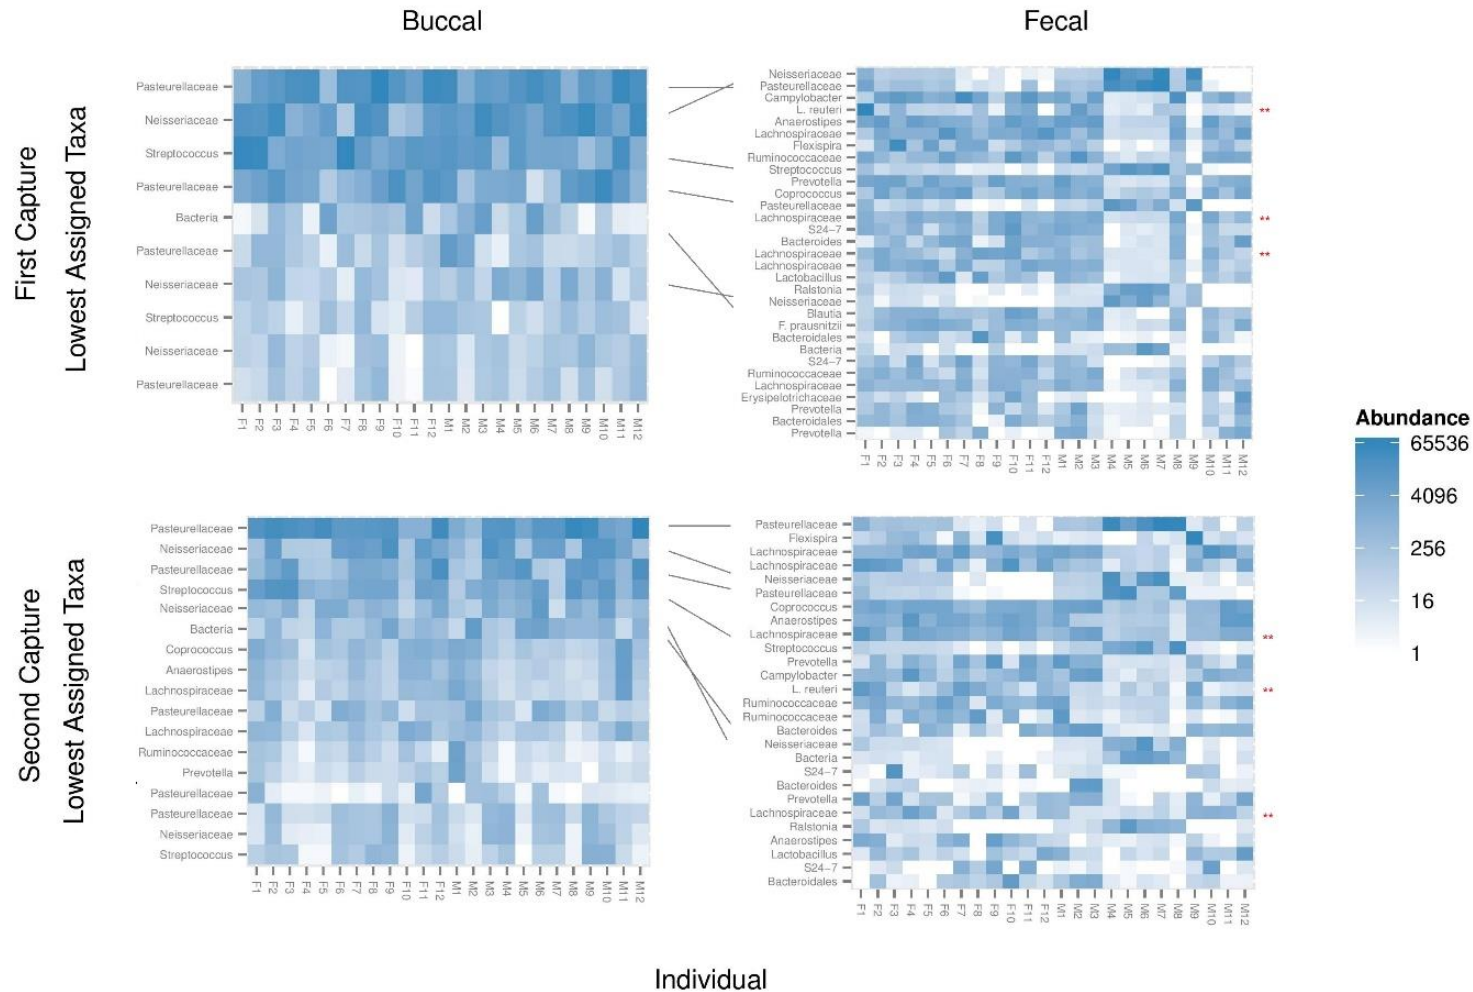 Buccal
Fecal
First Capture
Lowest Assigned Taxa
Pasteurellaceae
Neisseriaceae
Streptococcus
Pasteurellaceae
Bacteria
Pasteurellaceae
Neisseriaceae
Streptococcus
Neisseriaceae
Pasteurellaceae
F1 F2 F3 F4 F5 F6 F7 F8 F9 F10 F11 F12 M1 M2 M3 M4 M5 M6 M7 M8 M9 M10 M11 M12
Neisseriaceae
Pasteurellaceae
Campylobacter
L. reuteri **
Anaerostipes
Lachnospiraceae
Flexispira
Ruminococcaceae
Streptococcus
Prevotella
Coprococcus
Pasteurellaceae
Lachnospiraceae **
S24-7
Bacteroides
Lachnospiraceae **
Lachnospiraceae
Lactobacillus
Ralstonia
Neisseriaceae
Blautia
F. prausnitzii
Bacteroidales
Bacteria
S24-7
Ruminococcaceae
Lachnospiraceae
Erysipelotrichaceae
Prevotella
Bacteroidales
Prevotella
F1 F2 F3 F4 F5 F6 F7 F8 F9 F10 F11 F12 M1 M2 M3 M4 M5 M6 M7 M8 M9 M10 M11 M12
Abundance
65536
4096
256
16
1
Second Capture
Lowest Assigned Taxa
Pasteurellaceae
Neisseriaceae
Pasteurellaceae
Streptococcus
Neisseriaceae
Bacteria
Coprococcus
Anaerostipes
Lachnospiraceae
Pasteurellaceae
Lachnospiraceae
Ruminococcaceae
Prevotella
Pasteurellaceae
Pasteurellaceae
Neisseriaceae
Streptococcus
F1 F2 F3 F4 F5 F6 F7 F8 F9 F10 F11 F12 M1 M2 M3 M4 M5 M6 M7 M8 M9 M10 M11 M12
Pasteurellaceae
Flexispira
Lachnospiraceae
Lachnospiraceae
Neisseriaceae
Pasteurellaceae
Coprococcus
Anaerostipes
Lachnospiraceae **
Streptococcus
Prevotella
Campylobacter
L. reuteri **
Ruminococcaceae
Ruminococcaceae
Bacteroides
Neisseriaceae
Bacteria
S24-7
Bacteroides
Prevotella
Lachnospiraceae **
Ralstonia
Anaerostipes
Lactobacillus
S24-7
Bacteroidales
F1 F2 F3 F4 F5 F6 F7 F8 F9 F10 F11 F12 M1 M2 M3 M4 M5 M6 M7 M8 M9 M10 M11 M12
Individual